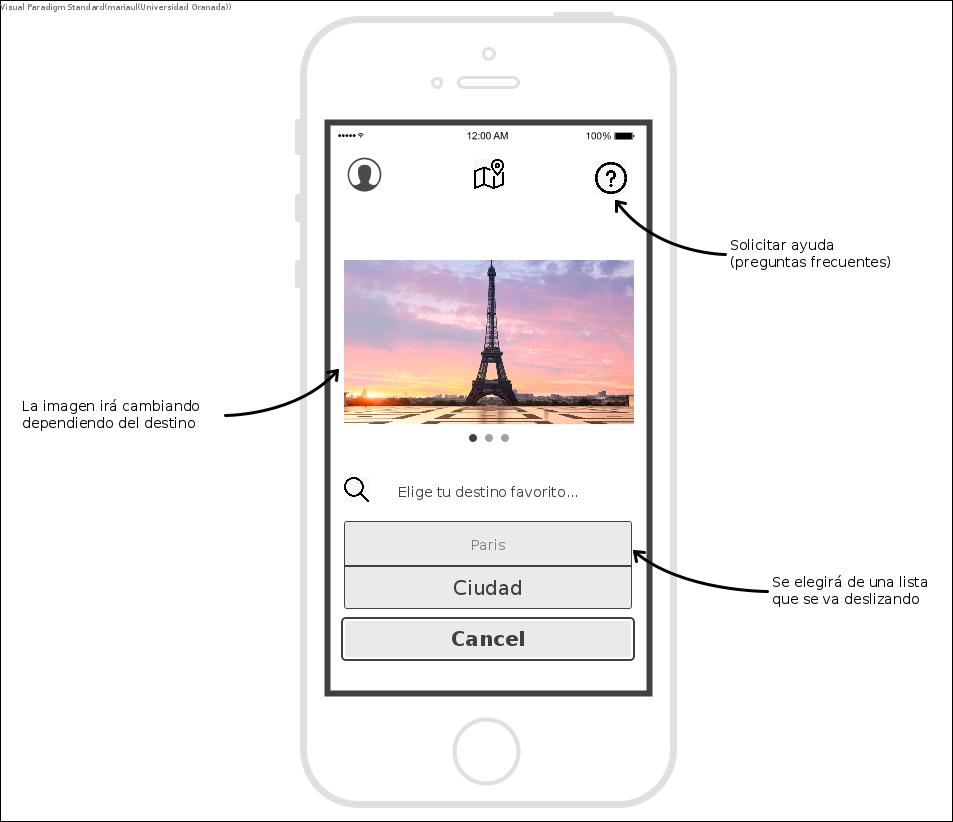 Visual Paradigm Standard(mariaul(Universidad Granada))
12:00 AM
100%
Solicitar ayuda
(preguntas frecuentes)
La imagen irá cambiando
dependiendo del destino
Elige tu destino favorito...
Paris
Ciudad
Se elegirá de una lista
que se va deslizando
Cancel